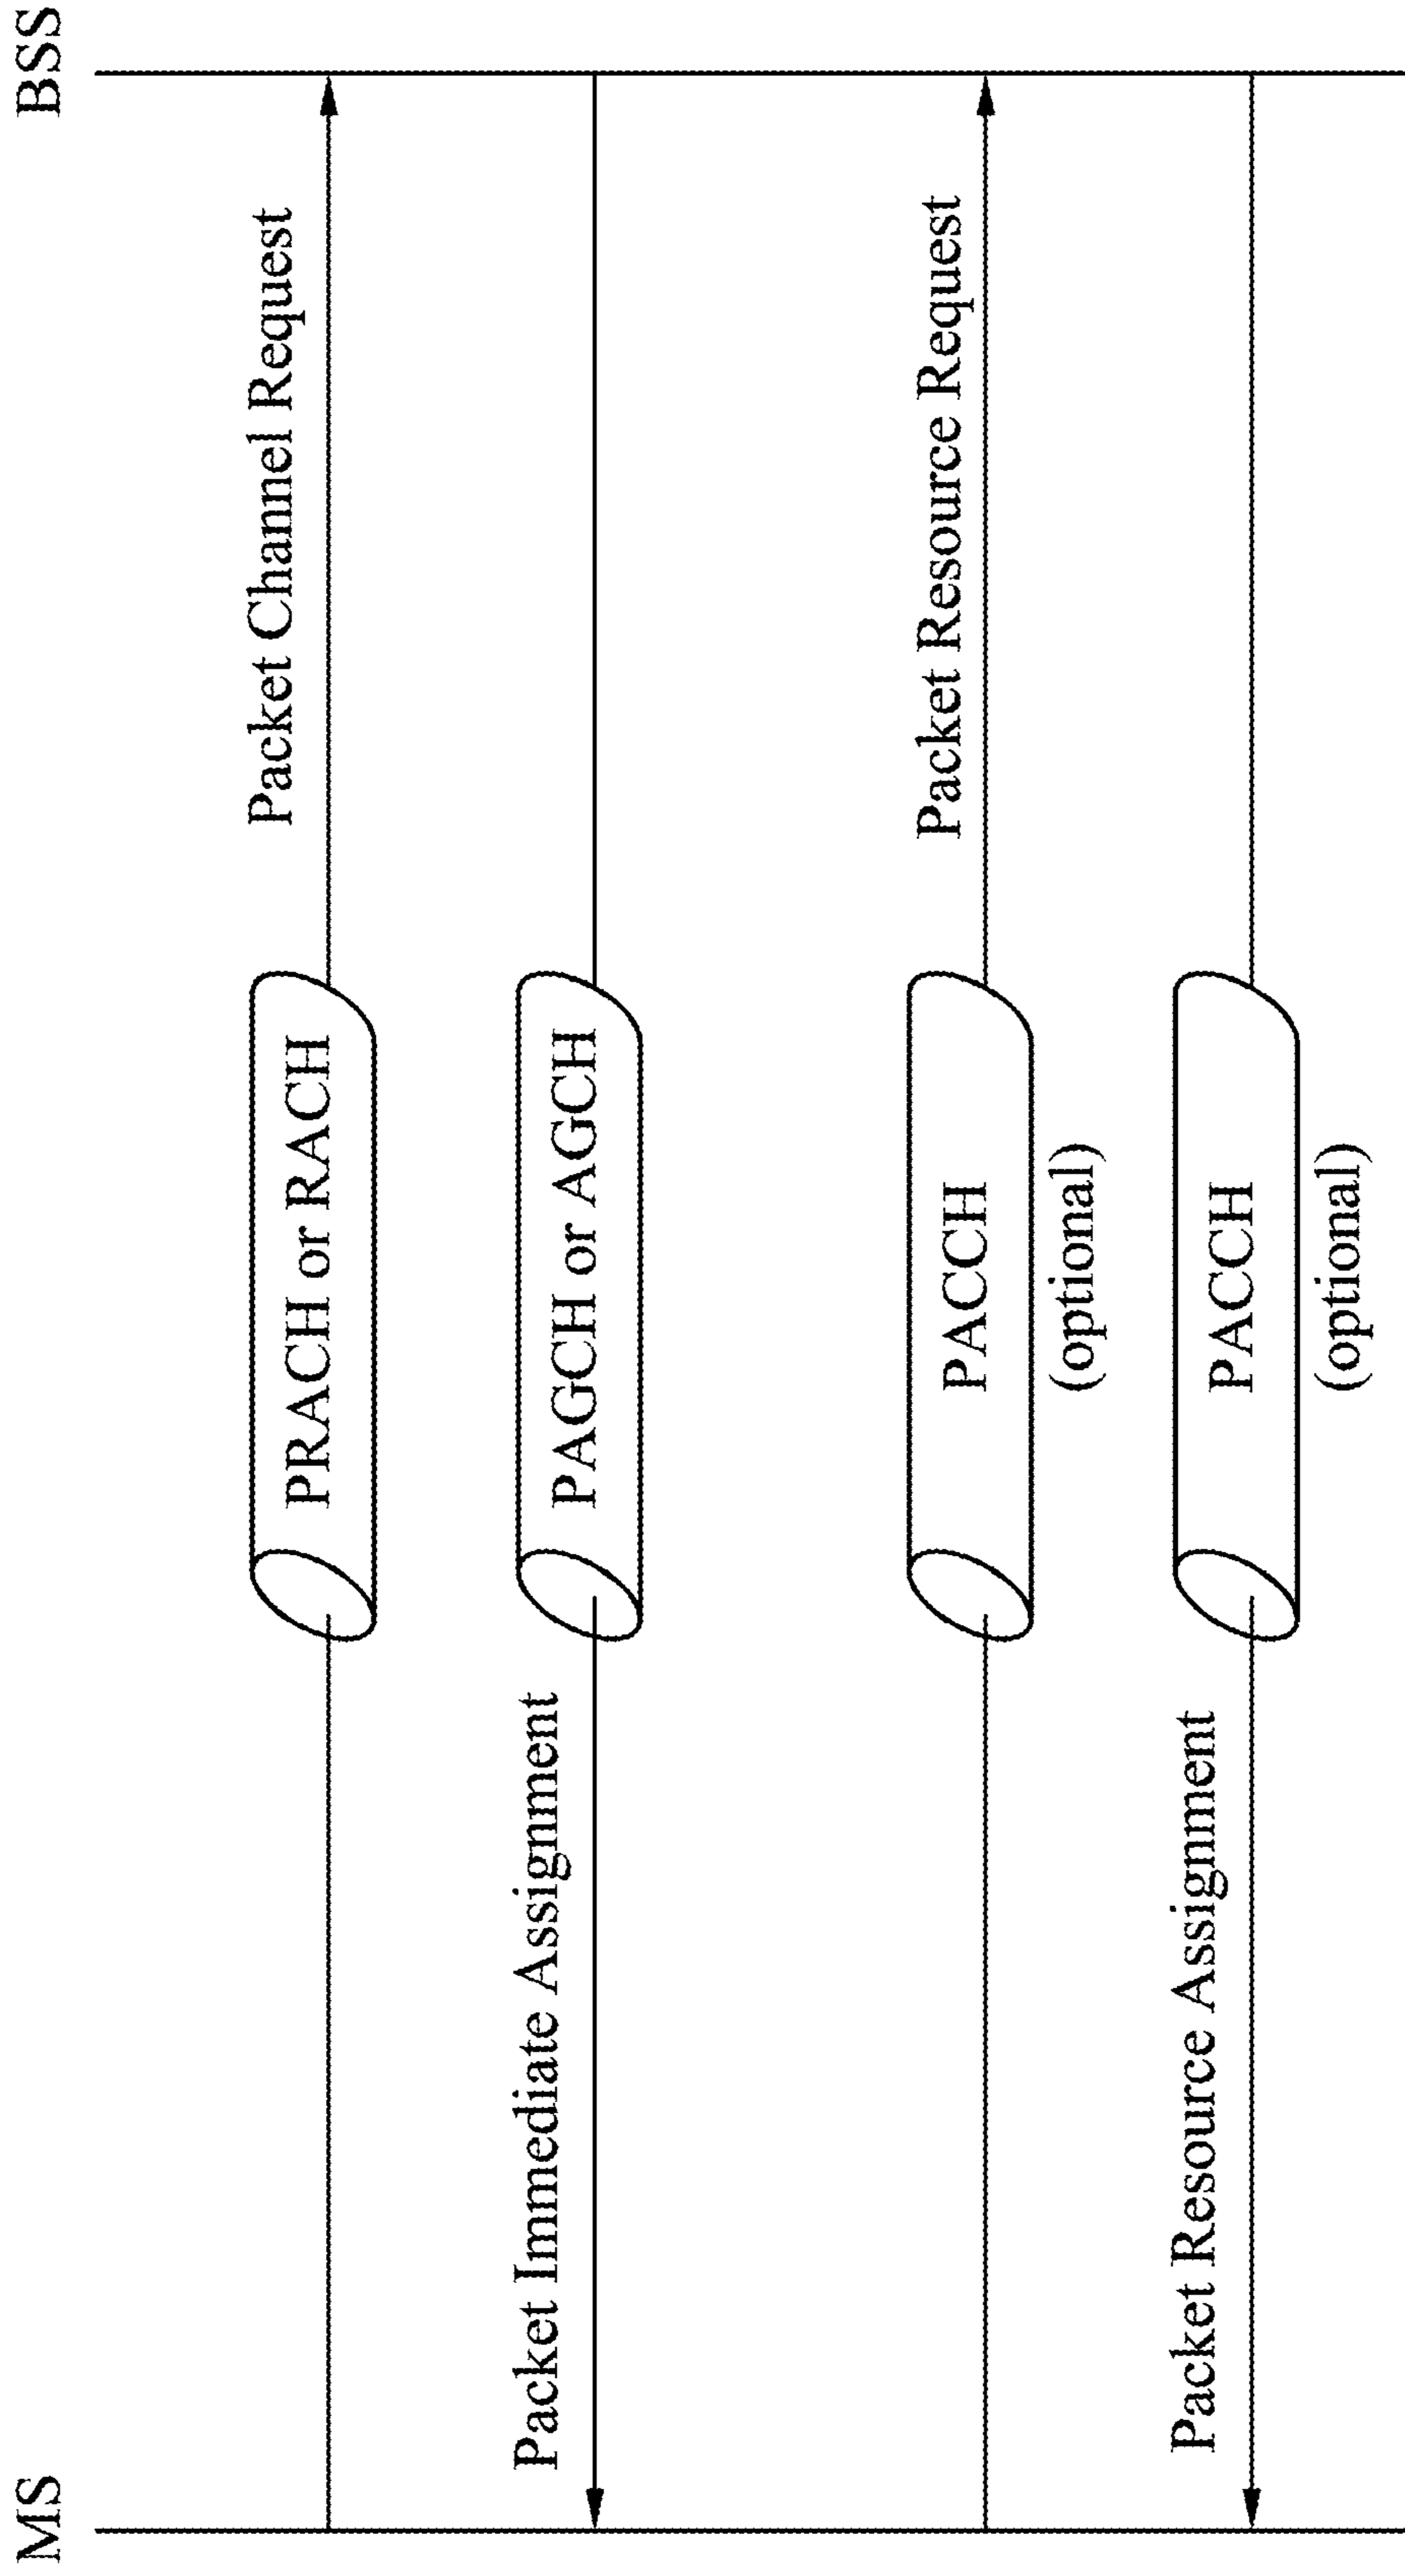 MS
BSS
Packet Channel Request
PRACH or RACH
Packet Immediate Assignment
PAGCH or AGCH
Packet Resource Request
PACCH
(optional)
Packet Resource Assignment
PACCH
(optional)